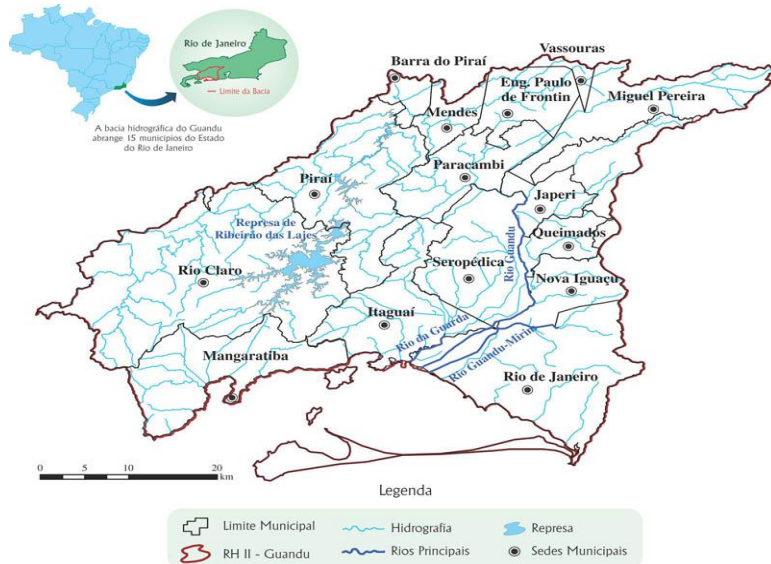 Rio de Janeiro
Limite da Bacia
A bacia hidrográfica do Guandu
abrange 15 municípios do Estado
do Rio de Janeiro
Vassouras
Barra do Piraí
Eng. Paulo
de Frontin
Miguel Pereira
Mendes
Paracambi
Piraí
Japeri
Represa de
Ribeirão das Lajes
Rio Guandu
Queimados
Rio Claro
Seropédica
Nova Iguaçu
Itaguaí
Rio da Guarda
Rio Guandu-Mirim
Mangaratiba
Rio de Janeiro
0 10 20
km
Legenda
Limite Municipal
Hidrografia
Represa
RH II - Guandu
Rios Principais
Sedes Municipais